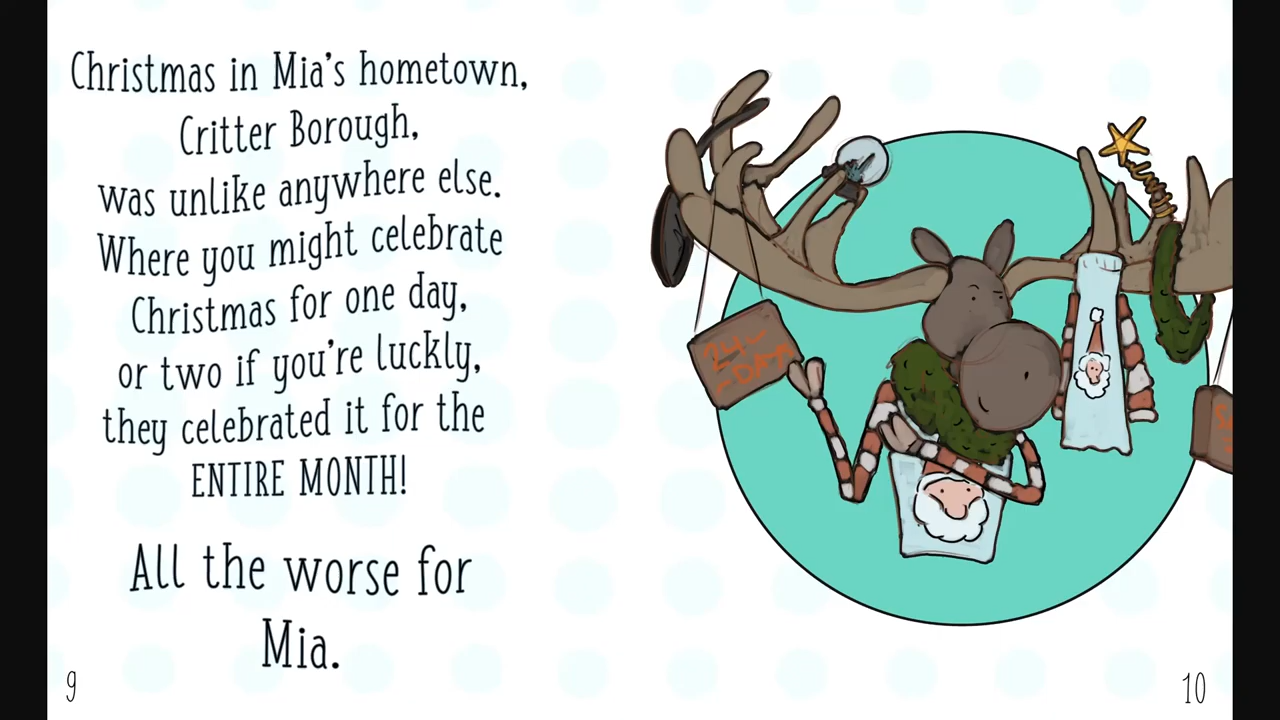 Christmas in Mia's hometown,
Critter Borough,
was unlike anywhere else.
Where you might celebrate
Christmas for one day,
or two if you're luckly,
they celebrated it for the
ENTIRE MONTH!
All the worse for
Mia.
24-
-DAY
9
10